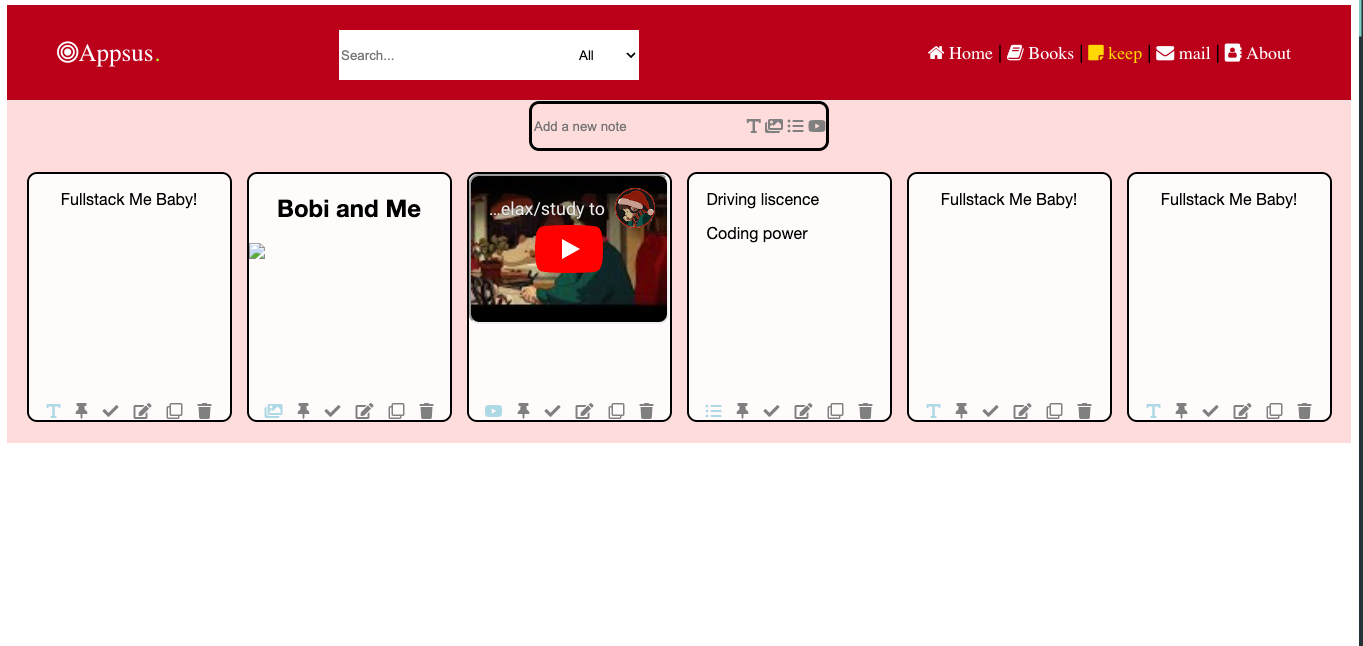 Appsus.
Search...
All
Home | Books | keep | mail | About
Add a new note
Fullstack Me Baby!
Bobi and Me
...elax/study to
Driving liscence
Coding power
Fullstack Me Baby!
Fullstack Me Baby!